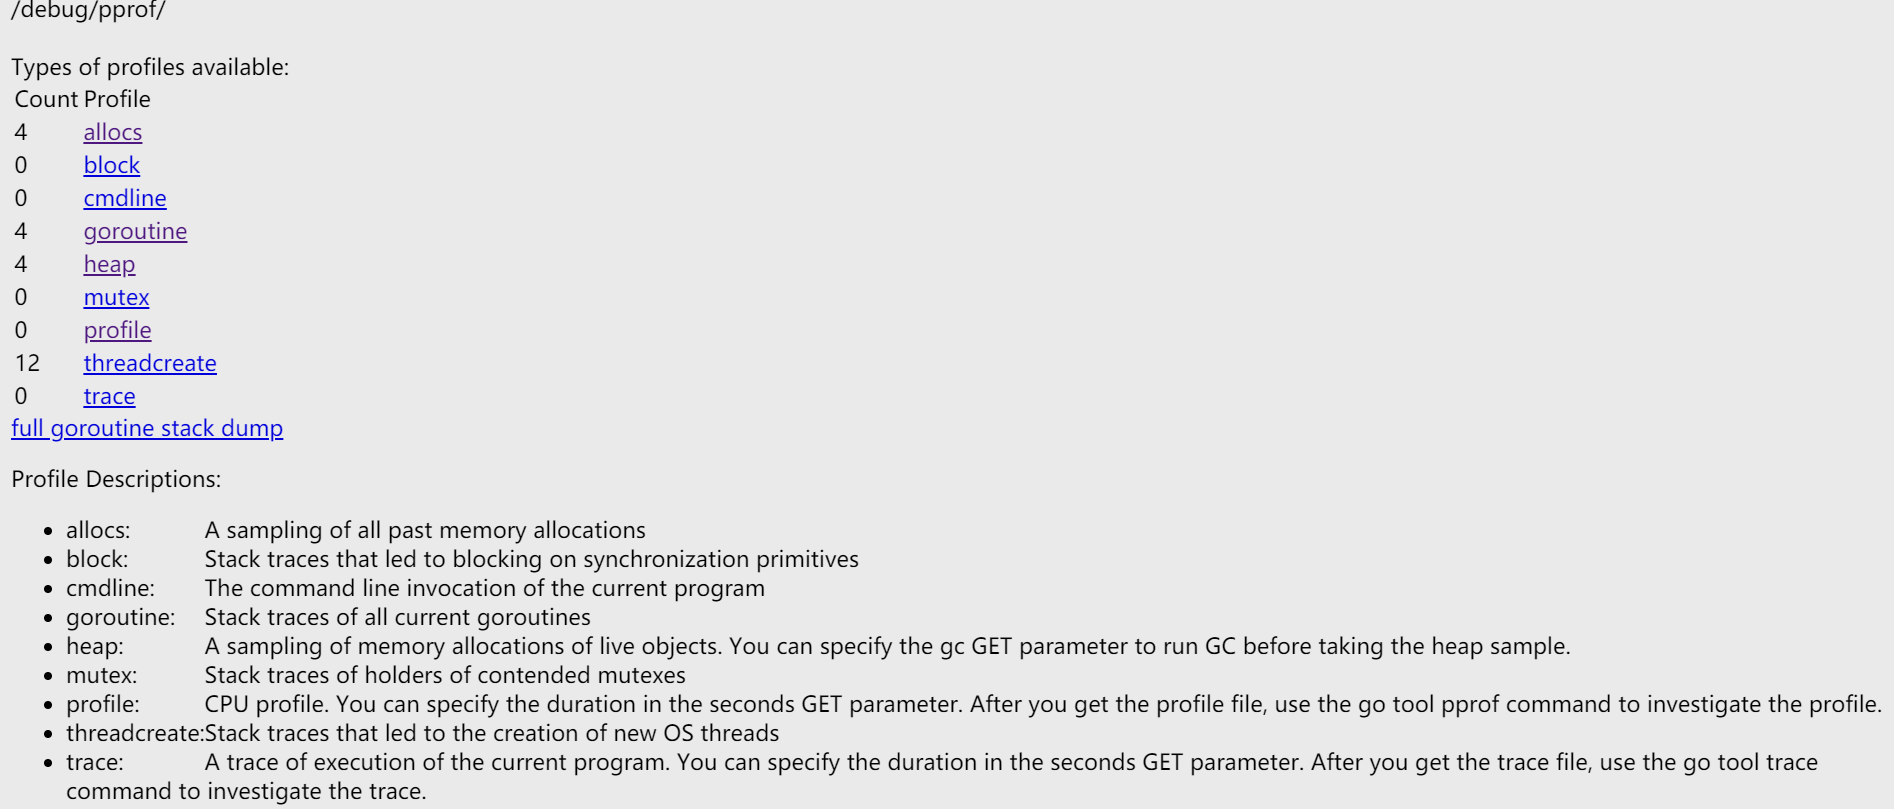 /debug/pprof/
Types of profiles available:
Count Profile
4 allocs
0 block
0 cmdline
4 goroutine
4 heap
0 mutex
0 profile
12 threadcreate
0 trace
full goroutine stack dump
Profile Descriptions:
• allocs: A sampling of all past memory allocations
• block: Stack traces that led to blocking on synchronization primitives
• cmdline: The command line invocation of the current program
• goroutine: Stack traces of all current goroutines
• heap: A sampling of memory allocations of live objects. You can specify the gc GET parameter to run GC before taking the heap sample.
• mutex: Stack traces of holders of contended mutexes
• profile: CPU profile. You can specify the duration in the seconds GET parameter. After you get the profile file, use the go tool pprof command to investigate the profile.
• threadcreate: Stack traces that led to the creation of new OS threads
• trace: A trace of execution of the current program. You can specify the duration in the seconds GET parameter. After you get the trace file, use the go tool trace
command to investigate the trace.